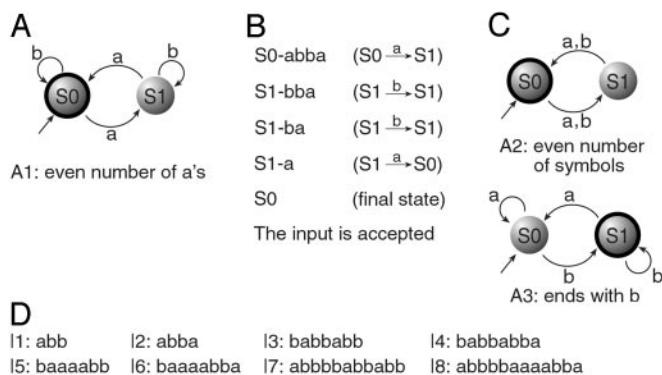 A
b
a
b
S0
S1
a
A1: even number of a's
B
S0-abba (S0 a→ S1)
S1-bba (S1 b→ S1)
S1-ba (S1 b→ S1)
S1-a (S1 a→ S0)
S0 (final state)
The input is accepted
C
a,b
S0
S1
a,b
A2: even number
of symbols
a
a
S0
S1
b
b
A3: ends with b
D
I1: abb I2: abba I3: babbabb I4: babbabba
I5: baaaabb I6: baaaabba I7: abbbbabbabb I8: abbbbaaaabba